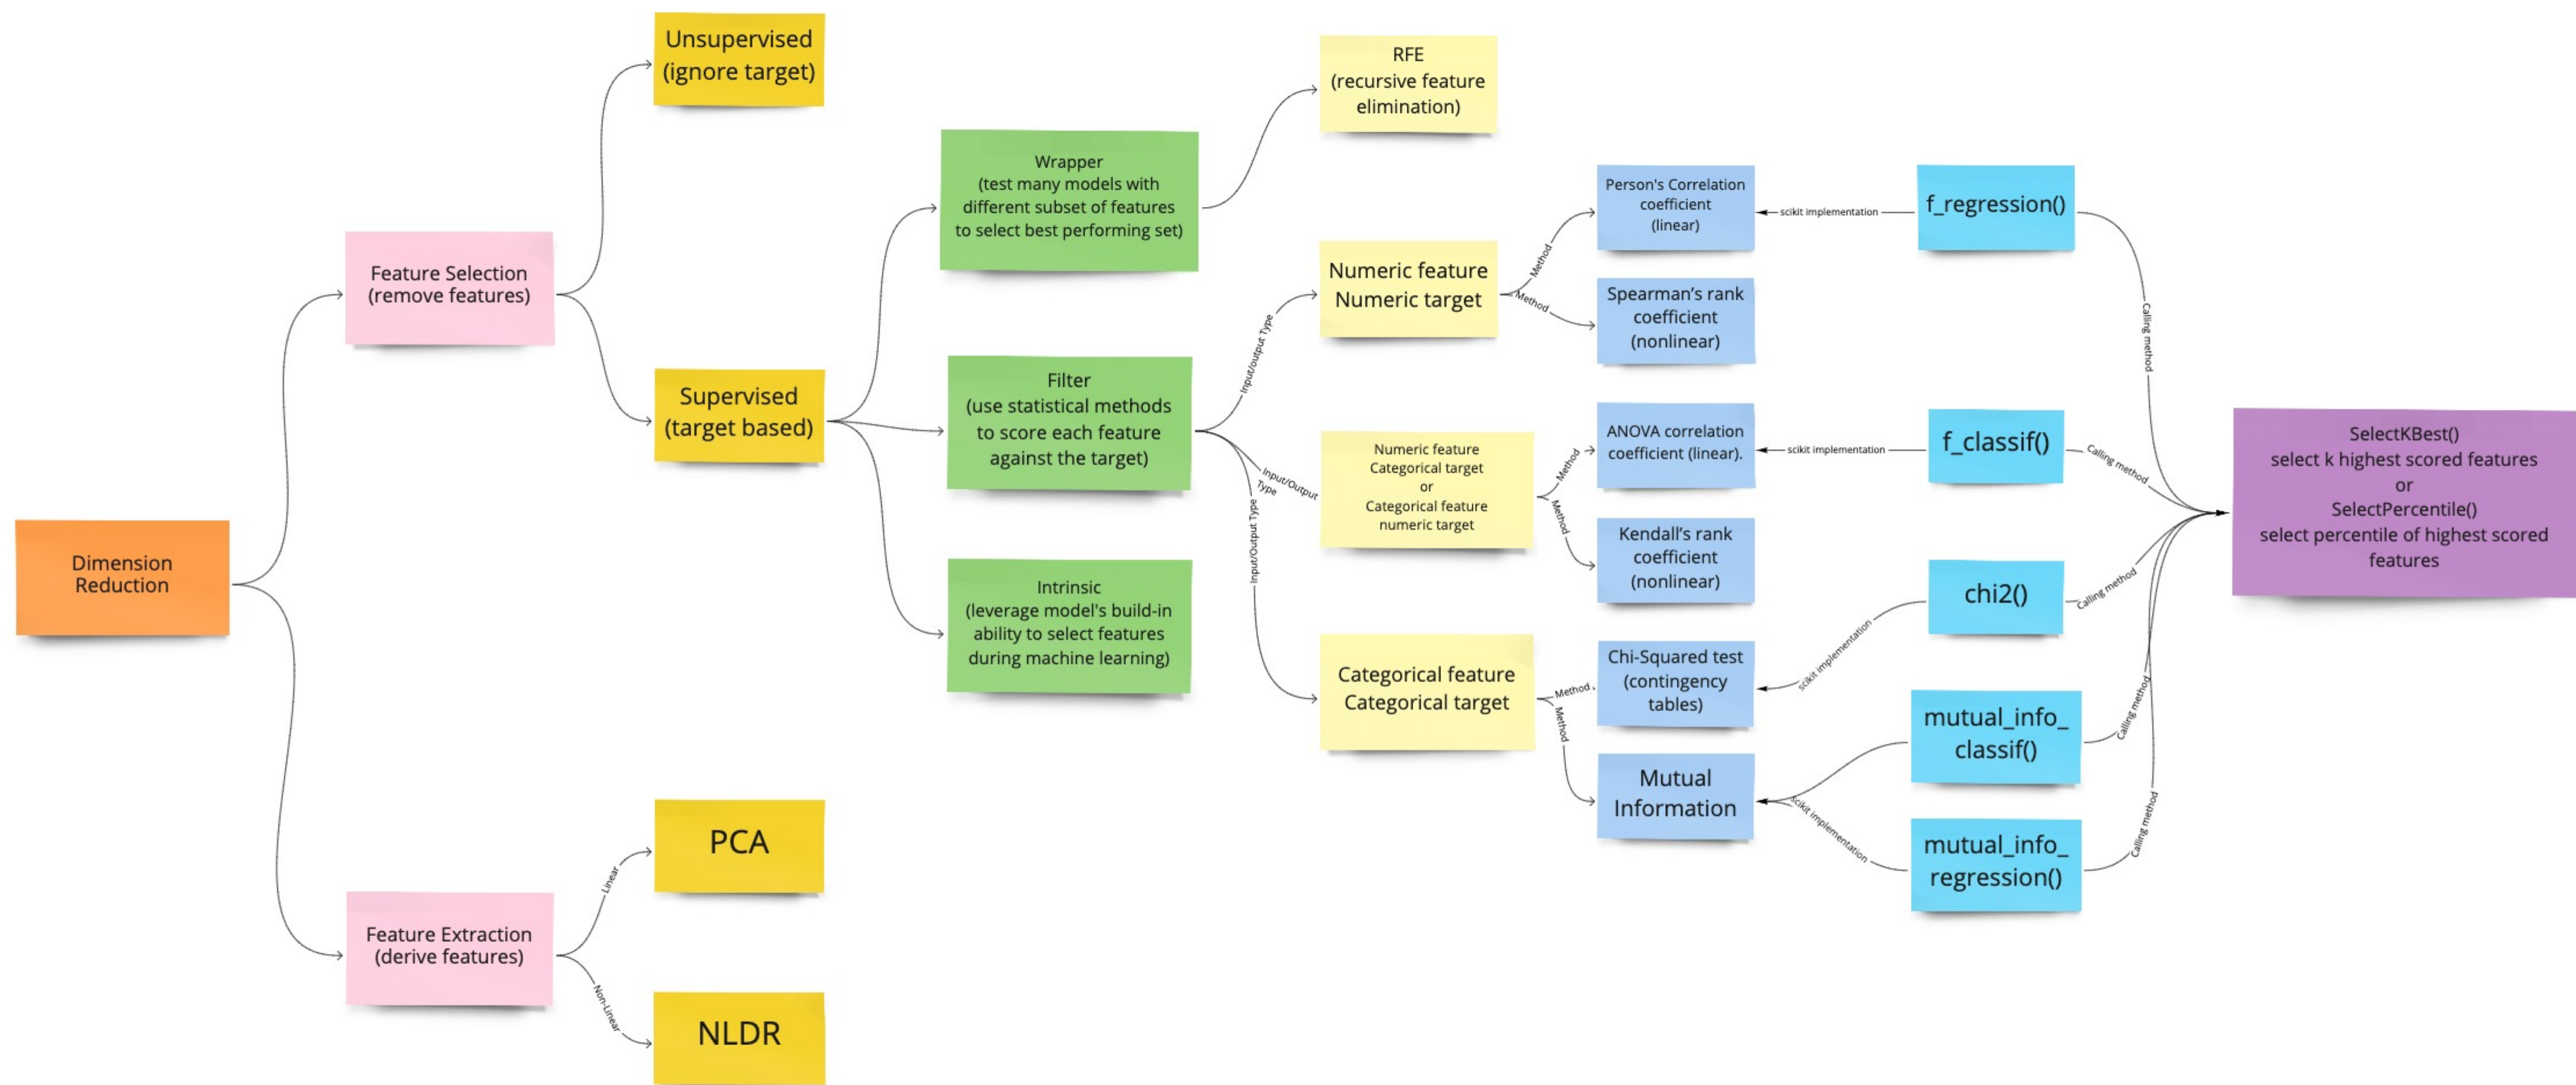 Unsupervised
(ignore target)
RFE
(recursive feature
elimination)
Wrapper
(test many models with
different subset of features
to select best performing set)
Person's Correlation
coefficient
(linear)
scikit implementation
f_regression()
Feature Selection
(remove features)
Numeric feature
Numeric target
Method
Method
Spearman’s rank
coefficient
(nonlinear)
Calling method
Supervised
(target based)
Filter
(use statistical methods
to score each feature
against the target)
Input/output Type
Input/Output
Type
Input/Output Type
Numeric feature
Categorical target
or
Categorical feature
numeric target
Method
Method
ANOVA correlation
coefficient (linear).
scikit implementation
f_classif()
Calling method
SelectKBest()
select k highest scored features
or
SelectPercentile()
select percentile of highest scored
features
Kendall’s rank
coefficient
(nonlinear)
Dimension
Reduction
Intrinsic
(leverage model's build-in
ability to select features
during machine learning)
chi2()
Calling method
scikit implementation
Categorical feature
Categorical target
Method
Method
Chi-Squared test
(contingency
tables)
mutual_info_
classif()
Calling method
Mutual
Information
scikit implementation
mutual_info_
regression()
Calling method
PCA
Linear
Feature Extraction
(derive features)
Non-Linear
NLDR